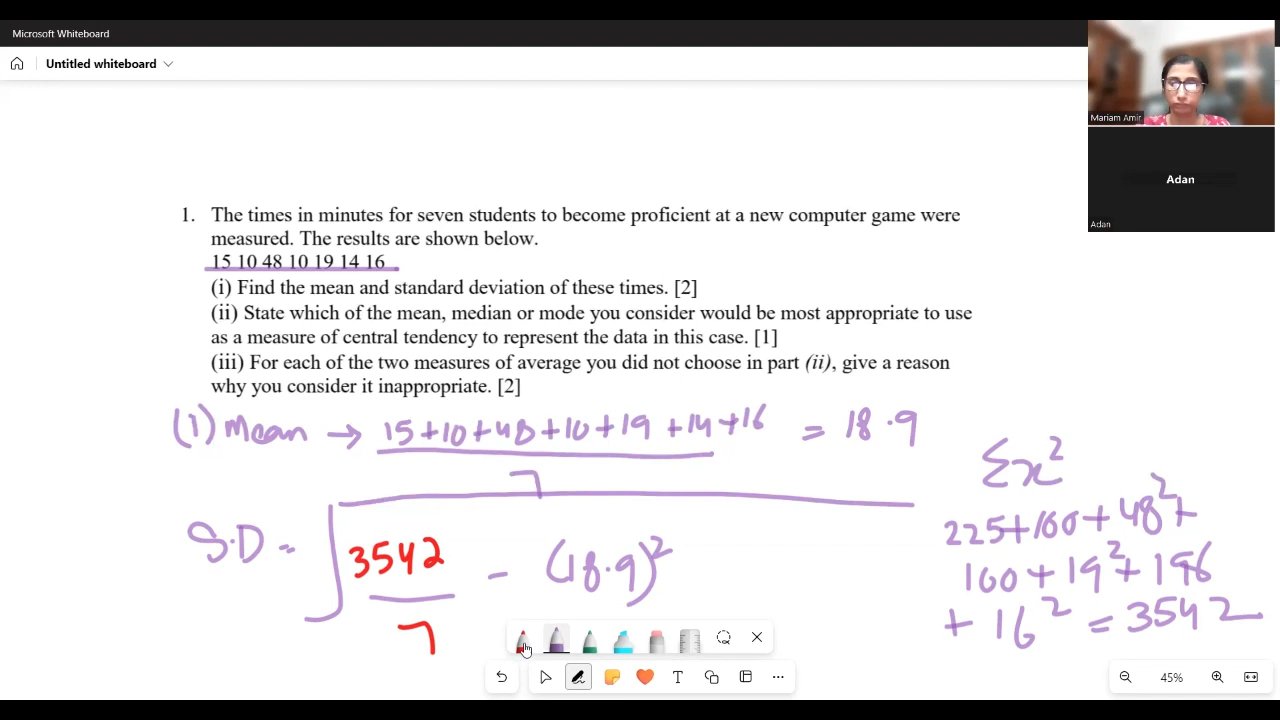 Microsoft Whiteboard
Untitled whiteboard
Mariam Amir
Adan
Adan
1. The times in minutes for seven students to become proficient at a new computer game were
measured. The results are shown below.
15 10 48 10 19 14 16
(i) Find the mean and standard deviation of these times. [2]
(ii) State which of the mean, median or mode you consider would be most appropriate to use
as a measure of central tendency to represent the data in this case. [1]
(iii) For each of the two measures of average you did not choose in part (ii), give a reason
why you consider it inappropriate. [2]
(1) Mean → 15+10+48+10+19+14+16 = 18.9
7
S.D = √ 3542 - (18.9)²
7
Σx²
225+100+48²+
100+19²+196
+16² = 3542
45%